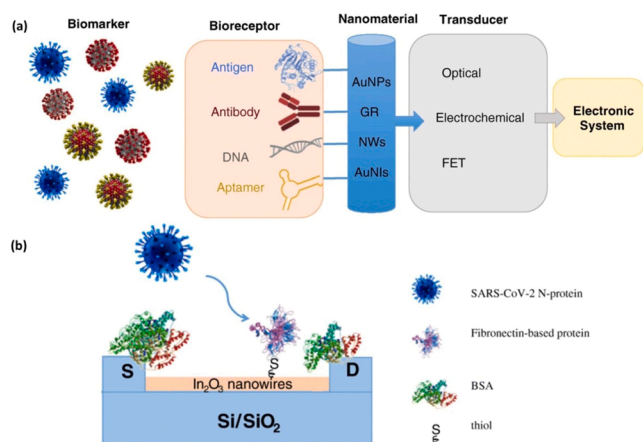 (a)
Biomarker
Bioreceptor
Nanomaterial
Transducer
Antigen
Antibody
DNA
Aptamer
AuNPs
GR
NWs
AuNIs
Optical
Electrochemical
FET
Electronic
System
(b)
S
S
D
In₂O₃ nanowires
Si/SiO₂
SARS-CoV-2 N-protein
Fibronectin-based protein
BSA
S
thiol